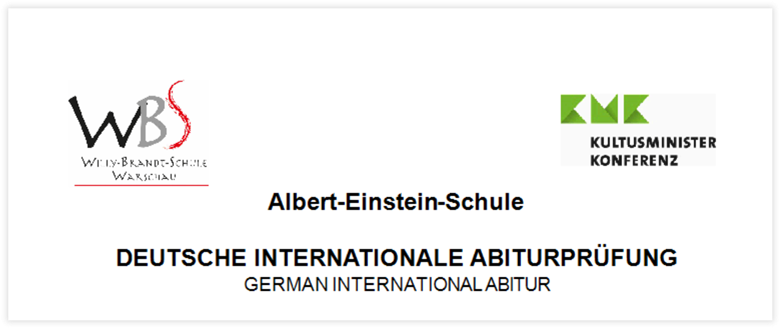 WBS
WILLY-BRANDT-SCHULE
WARSCHAU
KMK
KULTUSMINISTER
KONFERENZ
Albert-Einstein-Schule
DEUTSCHE INTERNATIONALE ABITURPRÜFUNG
GERMAN INTERNATIONAL ABITUR